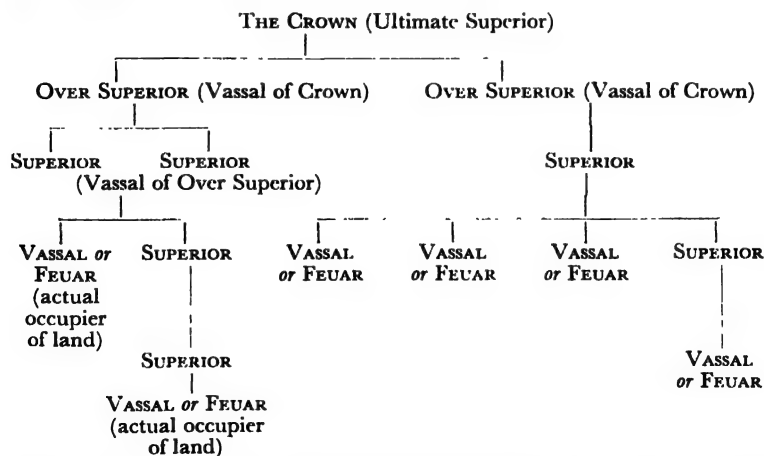 THE CROWN (Ultimate Superior)
OVER SUPERIOR (Vassal of Crown) OVER SUPERIOR (Vassal of Crown)
SUPERIOR SUPERIOR SUPERIOR
(Vassal of Over Superior)
VASSAL or SUPERIOR VASSAL VASSAL VASSAL SUPERIOR
FEUAR or FEUAR or FEUAR or FEUAR
(actual
occupier
of land)
SUPERIOR VASSAL
or FEUAR
VASSAL or FEUAR
(actual occupier
of land)